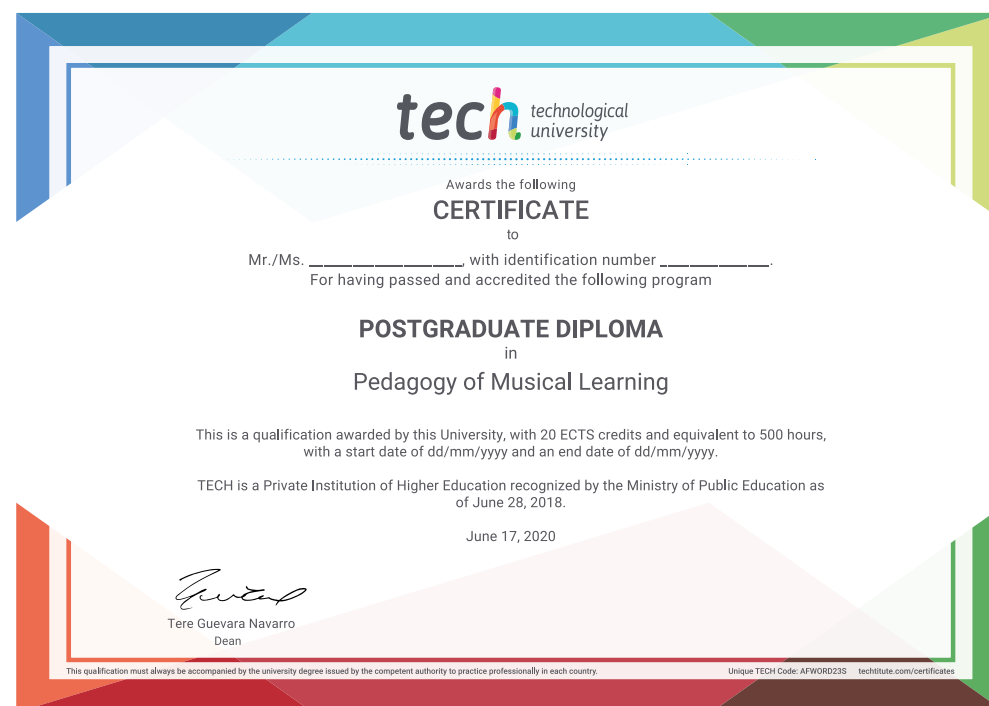 tech technological
university
Awards the following
CERTIFICATE
to
Mr./Ms. ____________________, with identification number ______________.
For having passed and accredited the following program
POSTGRADUATE DIPLOMA
in
Pedagogy of Musical Learning
This is a qualification awarded by this University, with 20 ECTS credits and equivalent to 500 hours,
with a start date of dd/mm/yyyy and an end date of dd/mm/yyyy.
TECH is a Private Institution of Higher Education recognized by the Ministry of Public Education as
of June 28, 2018.
June 17, 2020
Tere Guevara Navarro
Dean
This qualification must always be accompanied by the university degree issued by the competent authority to practice professionally in each country.
Unique TECH Code: AFWORD23S techtitute.com/certificates